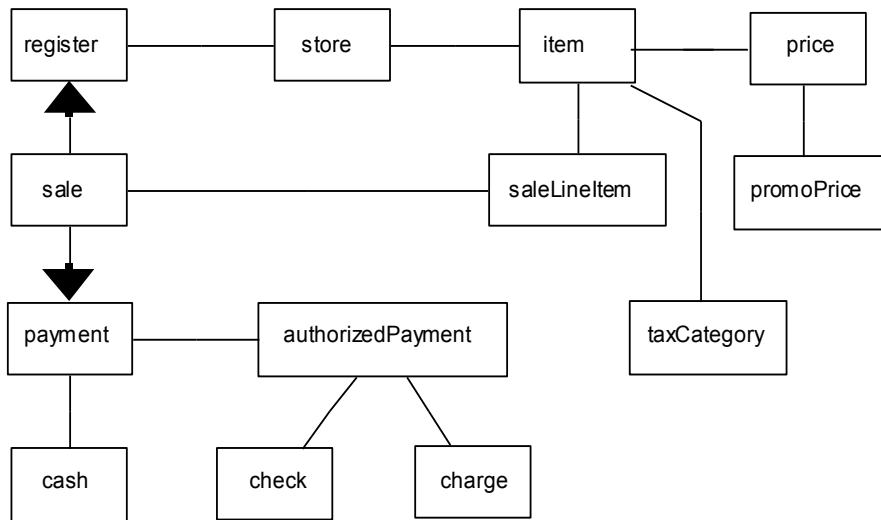 register
store
item
price
sale
saleLineItem
promoPrice
payment
authorizedPayment
taxCategory
cash
check
charge